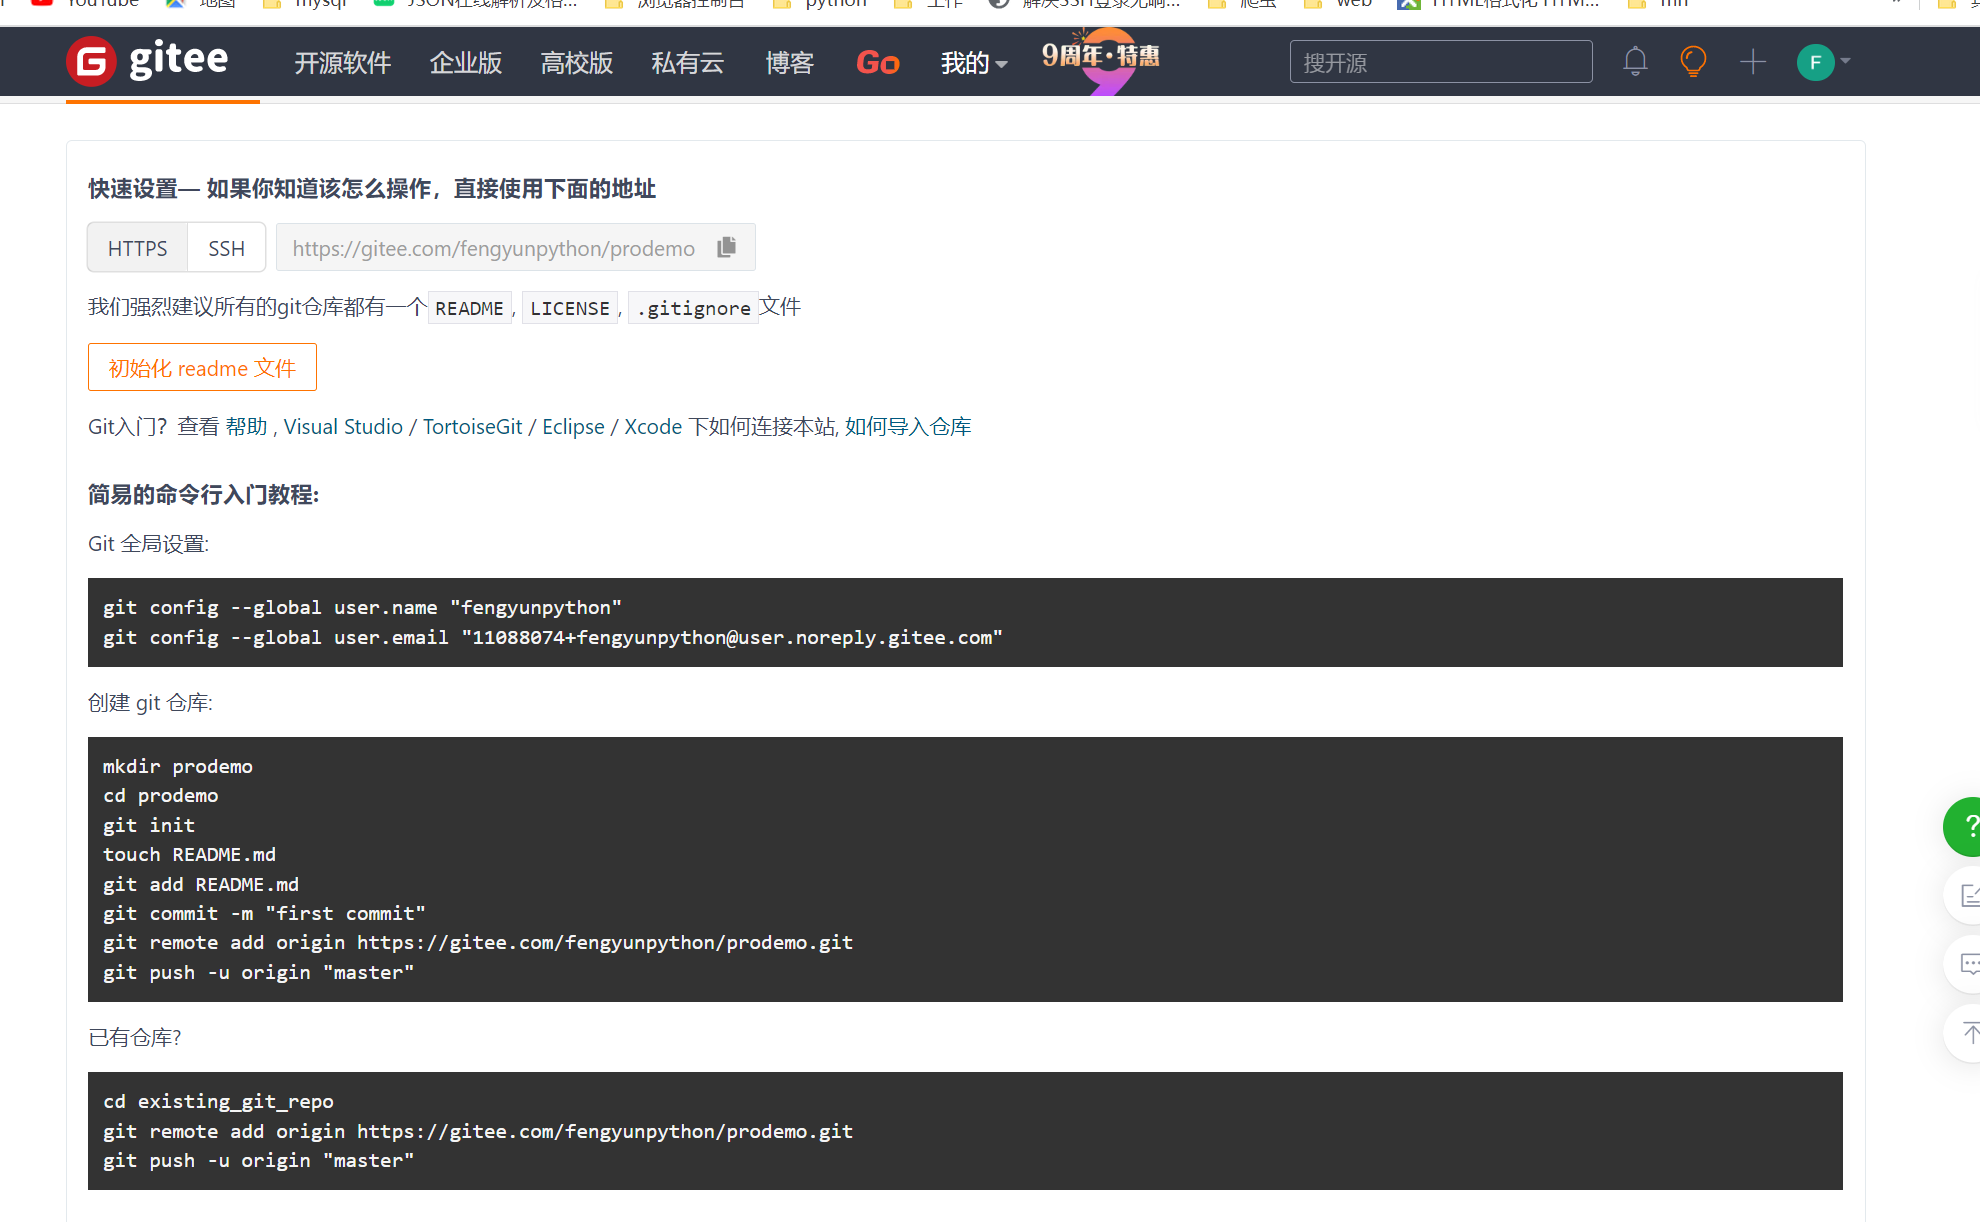 YouTube 地图 mysql JSON在线解析及格... 浏览器控制台 python 工作 解决SSH登录无响... 爬虫 web HTML格式化 HTM...
G gitee 开源软件 企业版 高校版 私有云 博客 Go 我的 9周年·特惠 搜开源 F
快速设置— 如果你知道该怎么操作，直接使用下面的地址
HTTPS SSH https://gitee.com/fengyunpython/prodemo
我们强烈建议所有的git仓库都有一个 README, LICENSE, .gitignore 文件
初始化 readme 文件
Git入门？查看 帮助 , Visual Studio / TortoiseGit / Eclipse / Xcode 下如何连接本站, 如何导入仓库
简易的命令行入门教程:
Git 全局设置:
git config --global user.name "fengyunpython"
git config --global user.email "11088074+fengyunpython@user.noreply.gitee.com"
创建 git 仓库:
mkdir prodemo
cd prodemo
git init
touch README.md
git add README.md
git commit -m "first commit"
git remote add origin https://gitee.com/fengyunpython/prodemo.git
git push -u origin "master"
?
已有仓库?
cd existing_git_repo
git remote add origin https://gitee.com/fengyunpython/prodemo.git
git push -u origin "master"